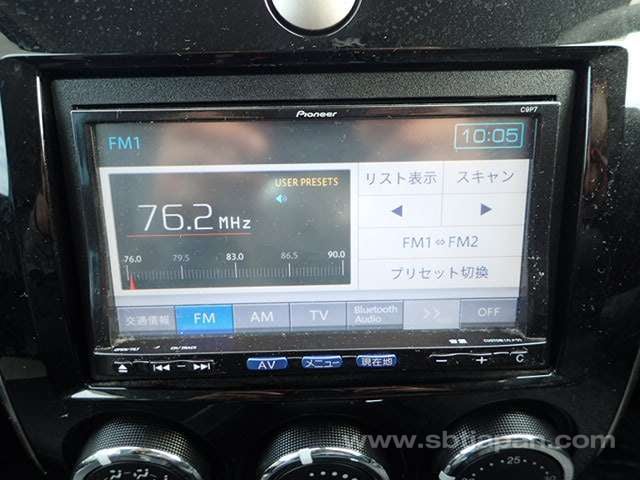 Pioneer C9P7
FM1 10:05
USER PRESETS
76.2 MHz
76.0 79.5 83.0 86.5 90.0
リスト表示 スキャン
◀ ▶
FM1⇔FM2
プリセット切換
交通情報 FM AM TV Bluetooth Audio >> OFF
AV メニュー 現在地 − + C
www.sbtjapan.com
25 30